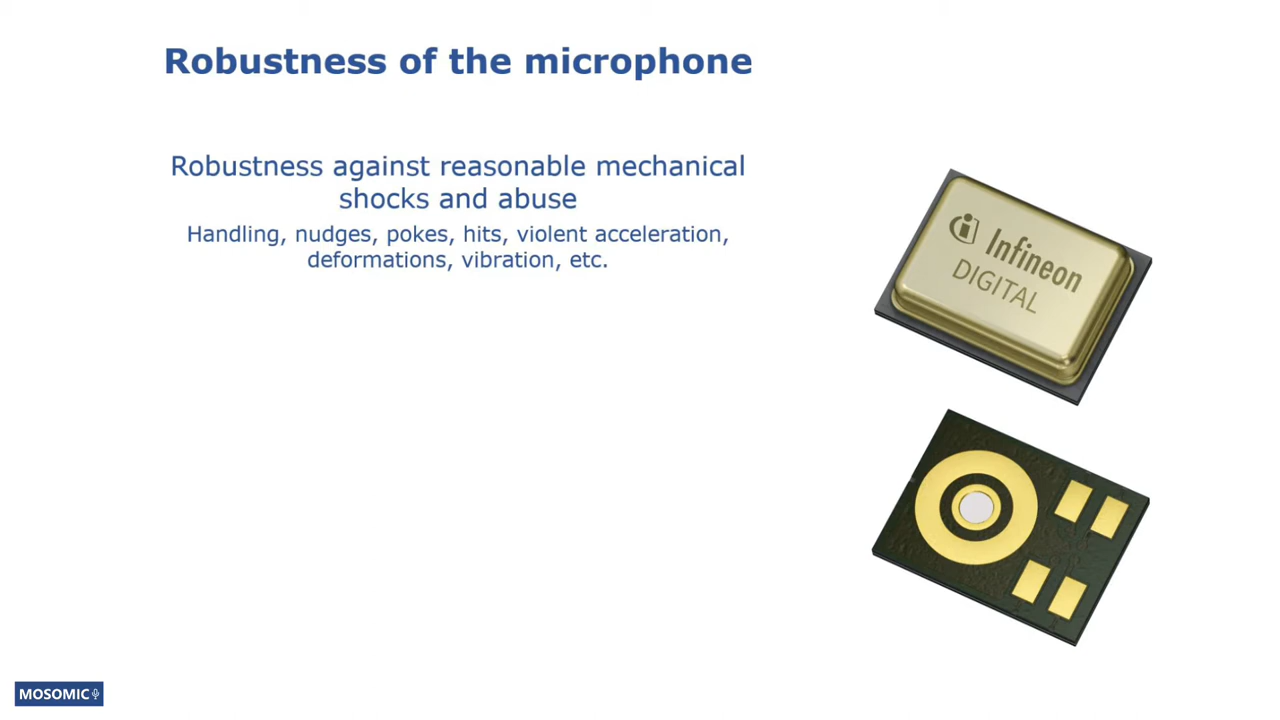 Robustness of the microphone
Robustness against reasonable mechanical
shocks and abuse
Handling, nudges, pokes, hits, violent acceleration,
deformations, vibration, etc.
Infineon
DIGITAL
MOSOMIC